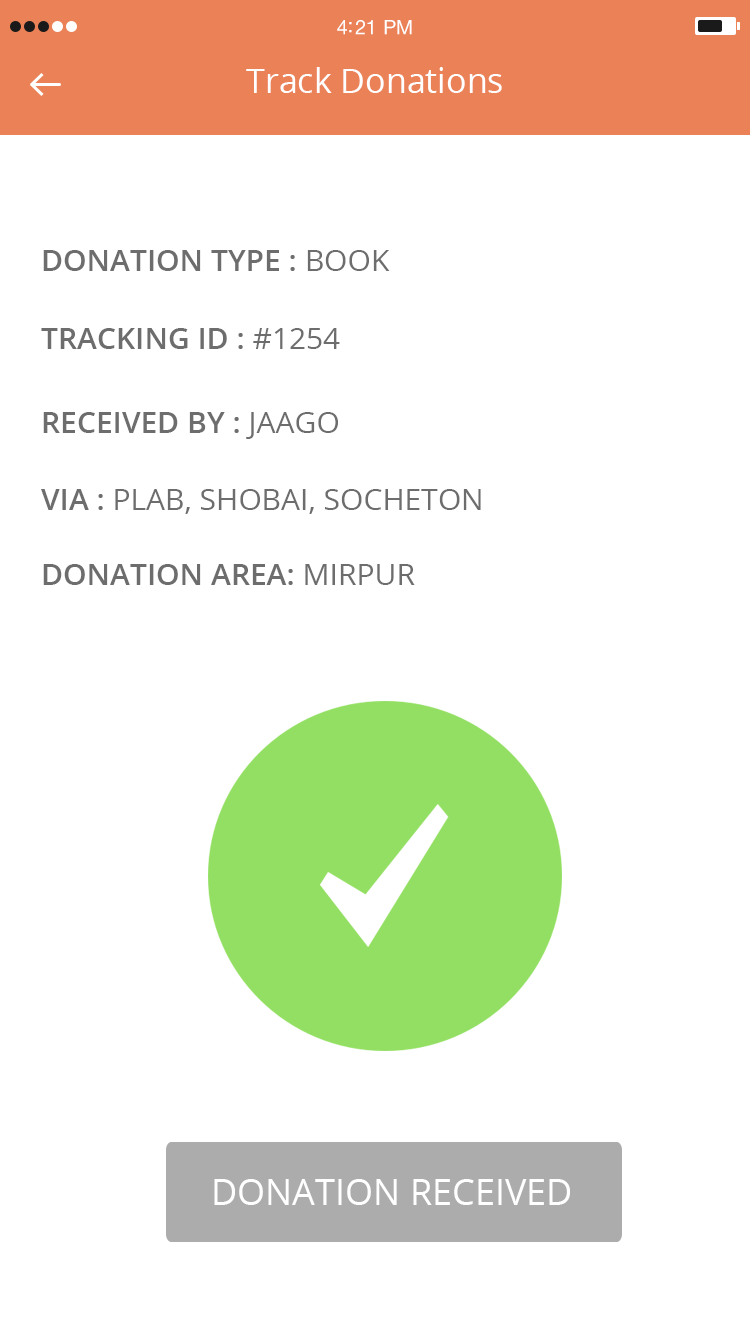 4:21 PM
Track Donations
DONATION TYPE : BOOK
TRACKING ID : #1254
RECEIVED BY : JAAGO
VIA : PLAB, SHOBAI, SOCHETON
DONATION AREA: MIRPUR
DONATION RECEIVED